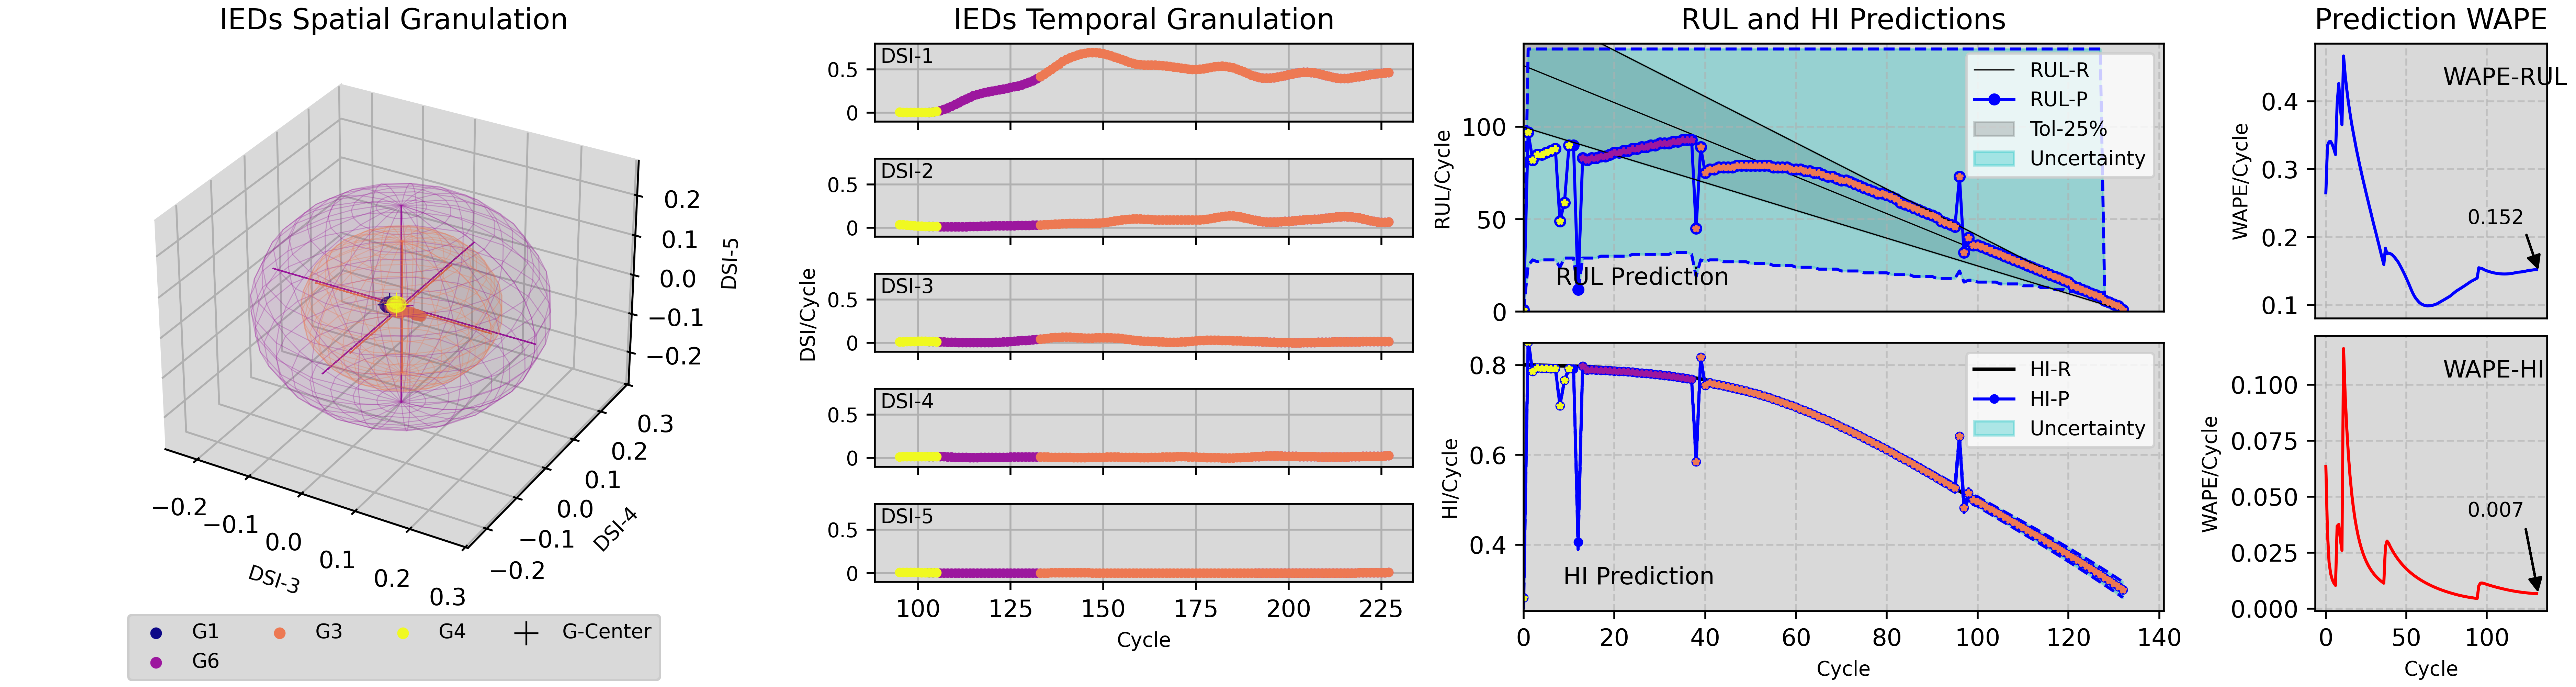 IEDs Spatial Granulation
0.2
0.1
0.0
−0.1
−0.2
DSI-5
0.3
0.2
0.1
0.0
−0.1
−0.2
DSI-4
−0.2
−0.1
0.0
0.1
0.2
0.3
DSI-3
G1
G3
G4
G-Center
G6
IEDs Temporal Granulation
DSI-1
0.5
0
DSI-2
0.5
0
DSI-3
0.5
0
DSI-4
0.5
0
DSI-5
0.5
0
DSI/Cycle
100
125
150
175
200
225
Cycle
RUL and HI Predictions
100
50
0
RUL/Cycle
RUL-R
RUL-P
Tol-25%
Uncertainty
RUL Prediction
0.8
0.6
0.4
HI/Cycle
HI-R
HI-P
Uncertainty
HI Prediction
0
20
40
60
80
100
120
140
Cycle
Prediction WAPE
WAPE-RUL
0.4
0.3
0.2
0.1
WAPE/Cycle
0.152
WAPE-HI
0.100
0.075
0.050
0.025
0.000
WAPE/Cycle
0.007
0
50
100
Cycle